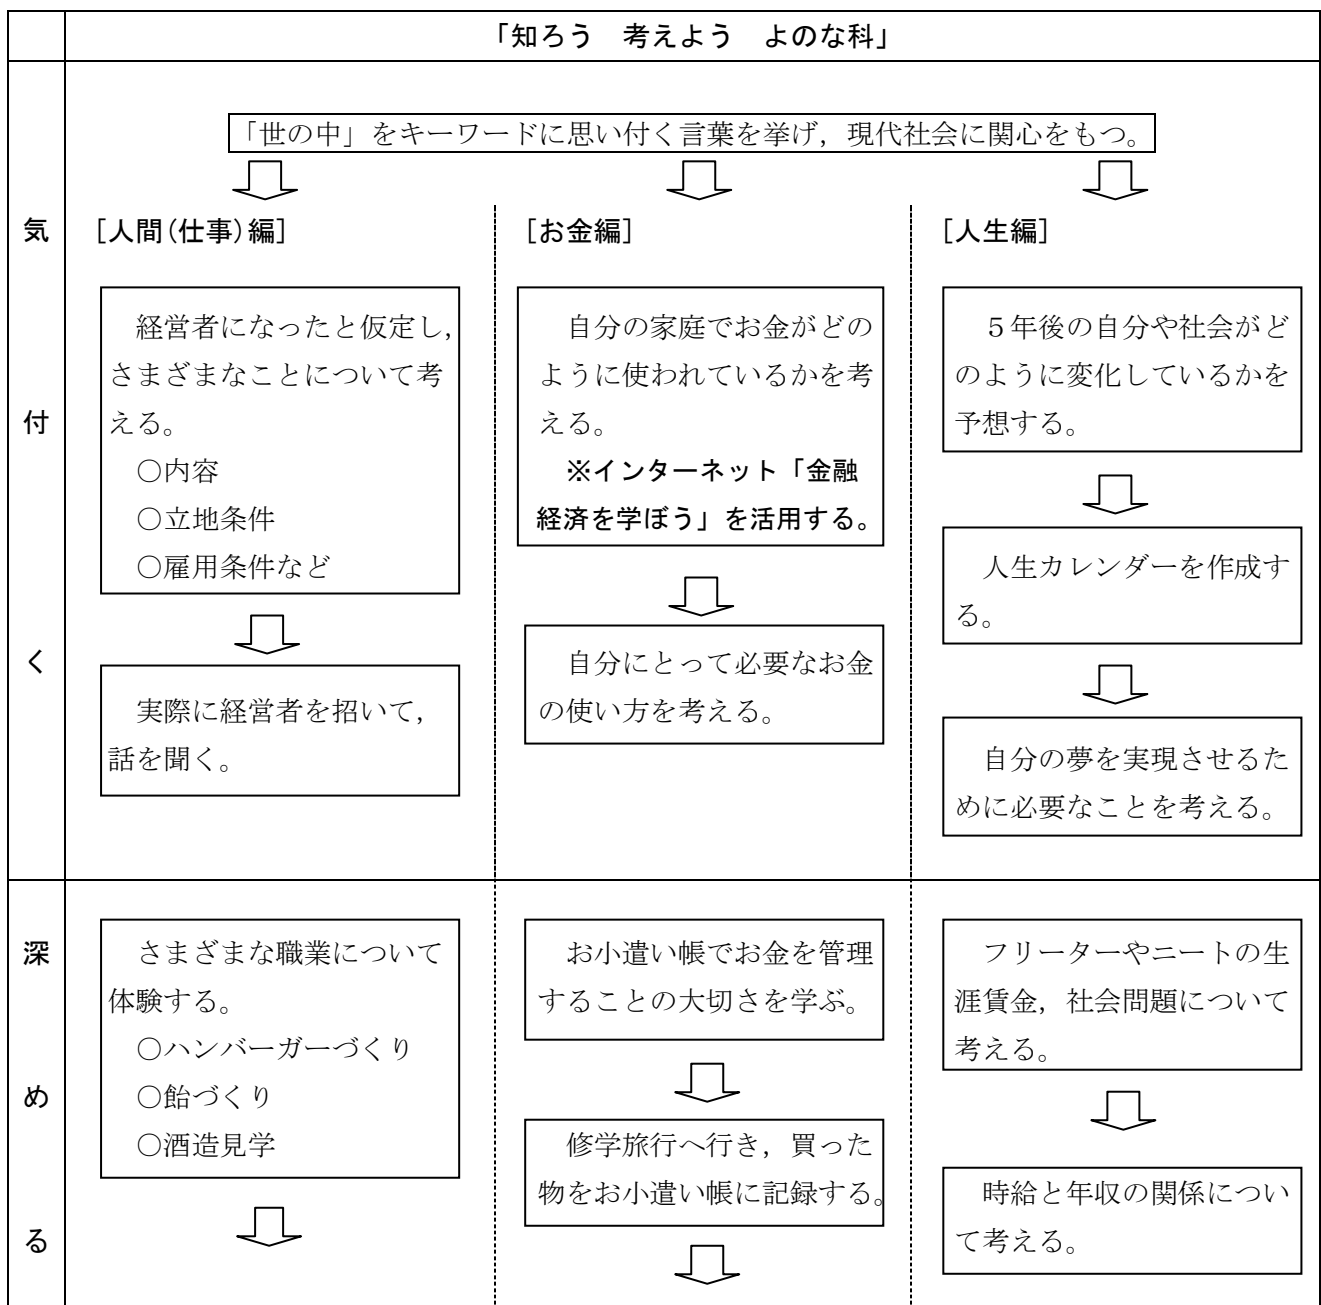 「知ろう　考えよう　よのな科」
「世の中」をキーワードに思い付く言葉を挙げ，現代社会に関心をもつ。
気
付
く
[人間(仕事)編]
経営者になったと仮定し，
さまざまなことについて考
える。
○内容
○立地条件
○雇用条件など
実際に経営者を招いて，
話を聞く。
[お金編]
自分の家庭でお金がどの
ように使われているかを考
える。
※インターネット「金融
経済を学ぼう」を活用する。
自分にとって必要なお金
の使い方を考える。
[人生編]
５年後の自分や社会がど
のように変化しているかを
予想する。
人生カレンダーを作成す
る。
自分の夢を実現させるた
めに必要なことを考える。
深
め
る
さまざまな職業について
体験する。
○ハンバーガーづくり
○飴づくり
○酒造見学
お小遣い帳でお金を管理
することの大切さを学ぶ。
修学旅行へ行き，買った
物をお小遣い帳に記録する。
フリーターやニートの生
涯賃金，社会問題について
考える。
時給と年収の関係につい
て考える。